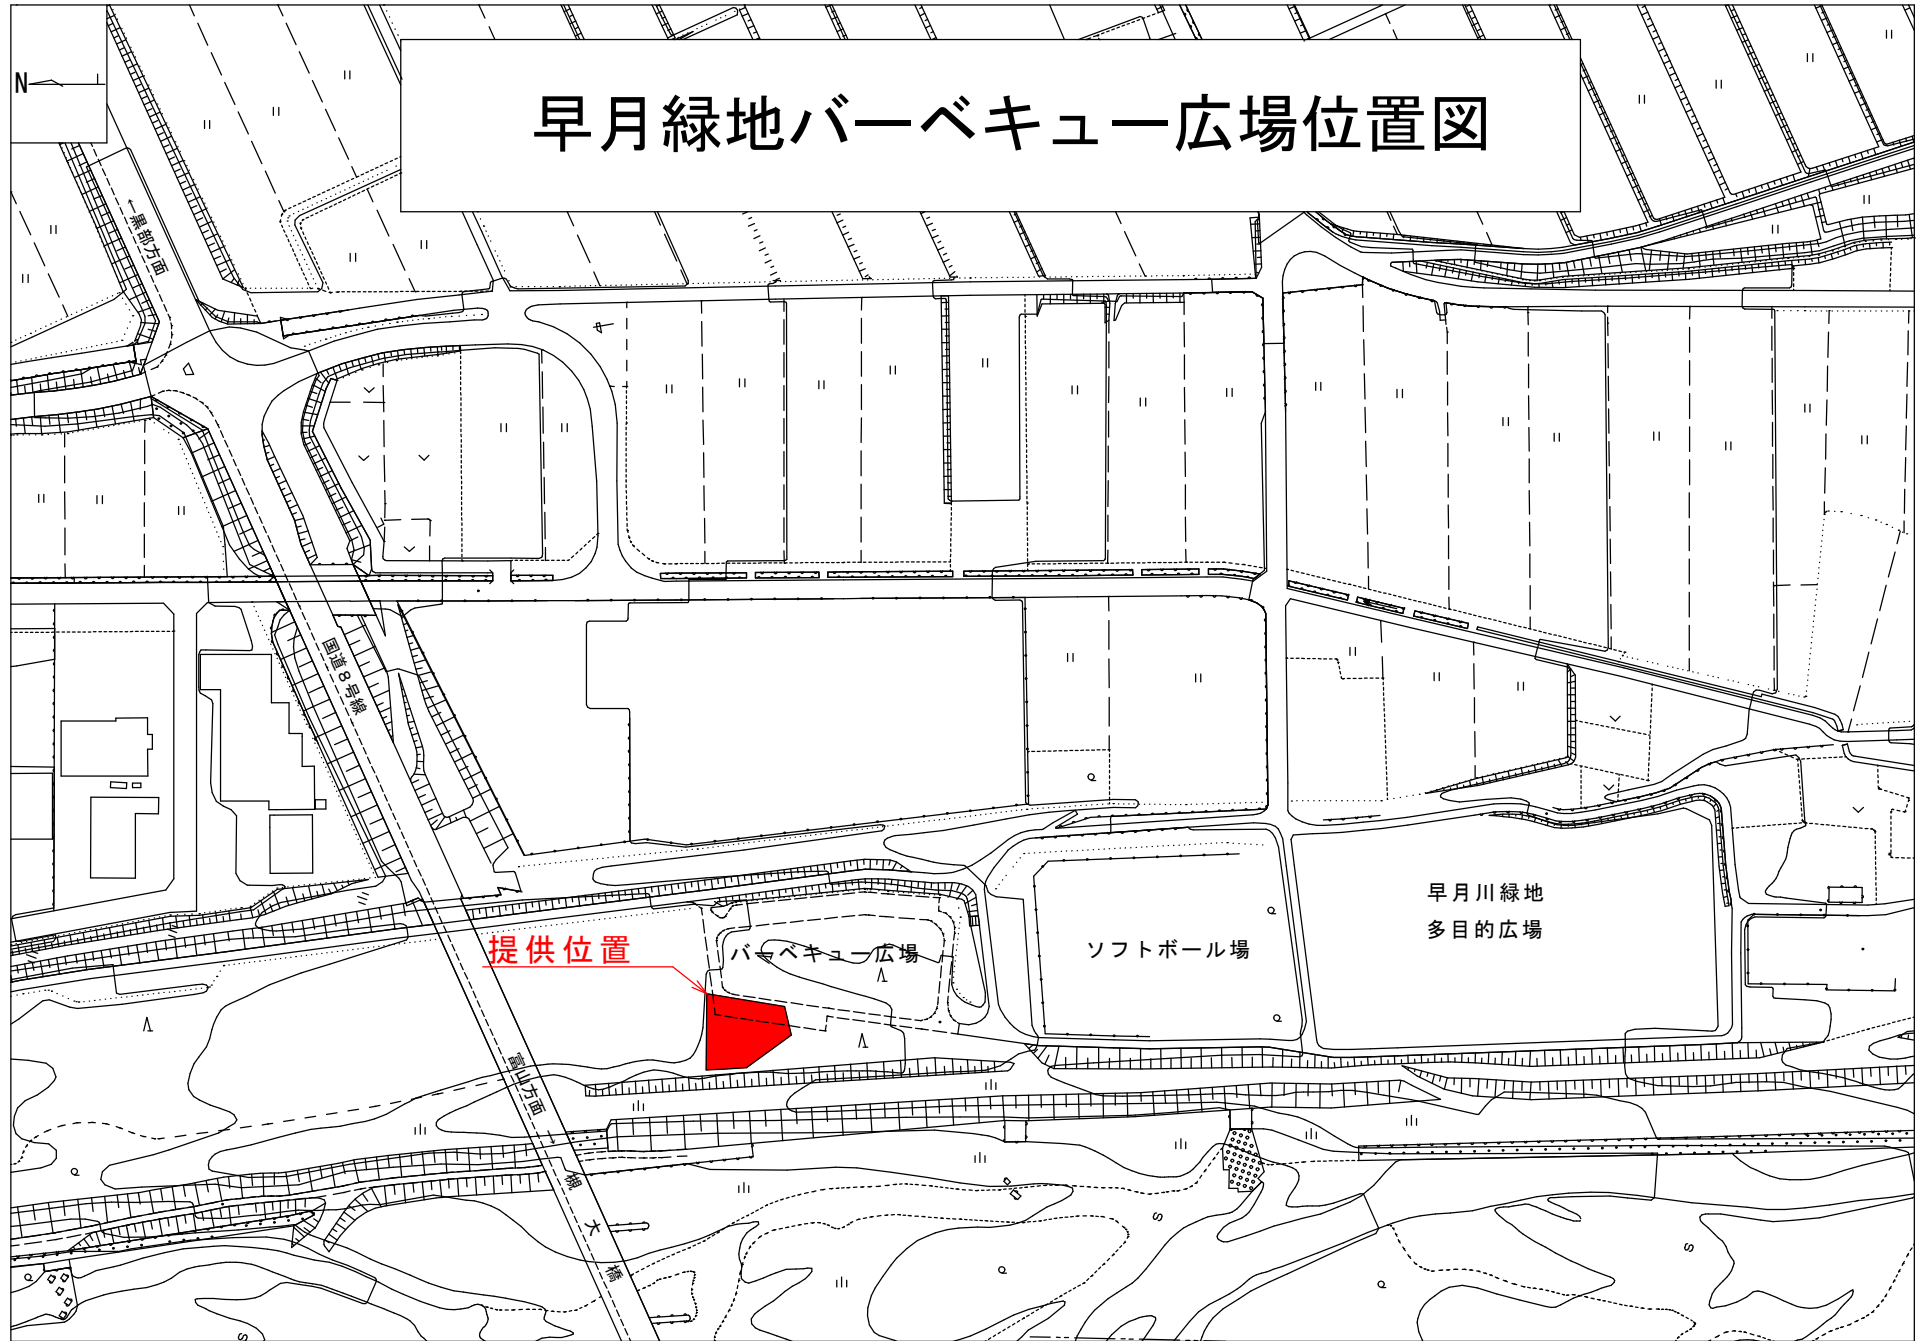 早月緑地バーベキュー広場位置図
N
←黒部方面
国道8号線
早月川緑地
多目的広場
提供位置
バーベキュー広場
ソフトボール場
富山方面→
槻大橋